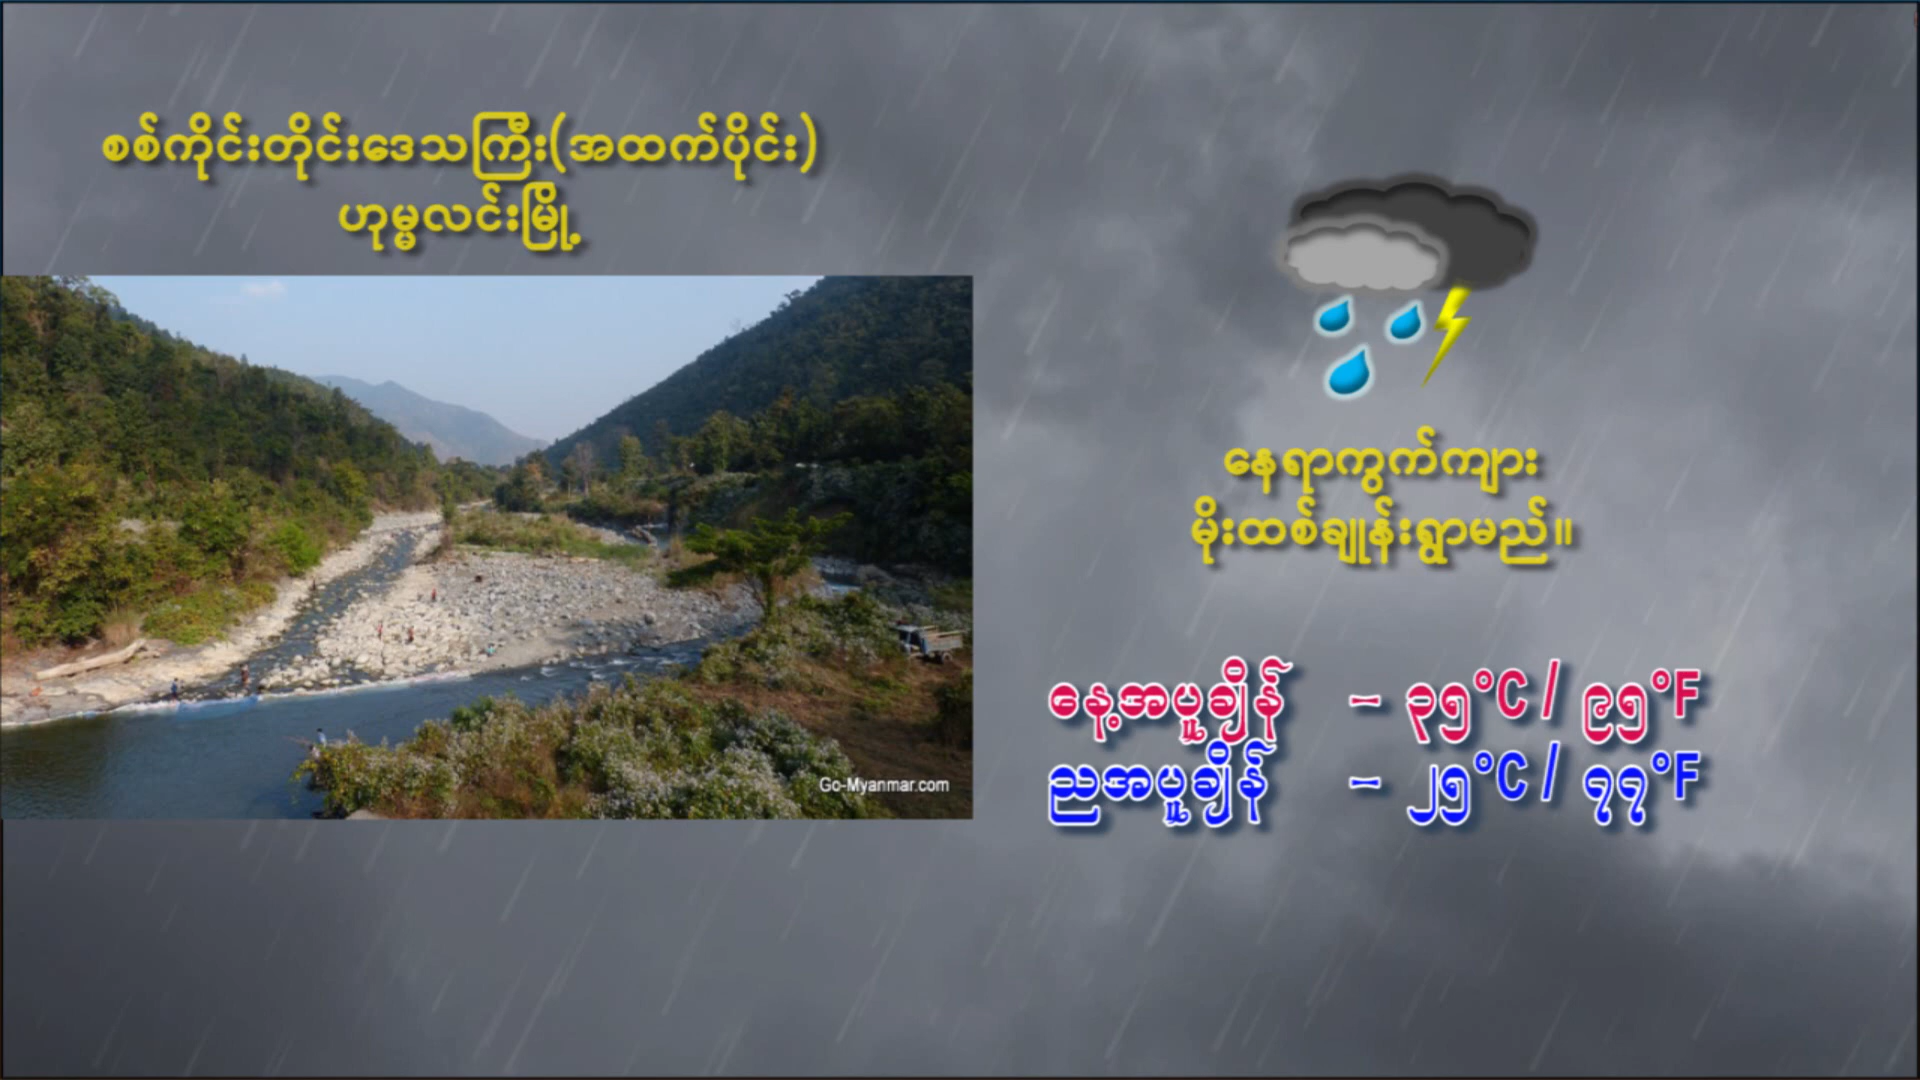 စစ်ကိုင်းတိုင်းဒေသကြီး(အထက်ပိုင်း)
ဟုမ္မလင်းမြို့
နေရာကွက်ကျား
မိုးထစ်ချုန်းရွာမည်။
နေ့အပူချိန် – ၃၅°C / ၉၅°F
ညအပူချိန် – ၂၅°C / ၇၇°F
Go-Myanmar.com